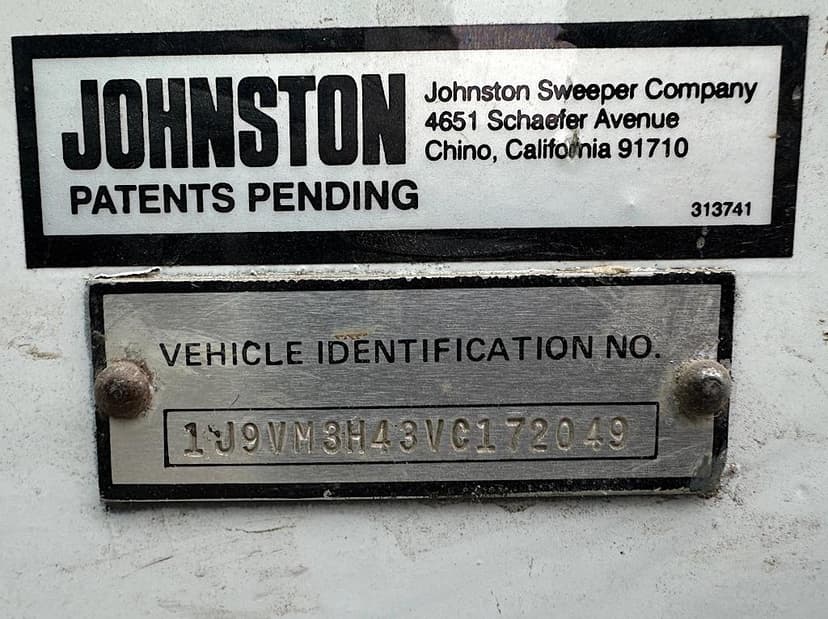 JOHNSTON
PATENTS PENDING
Johnston Sweeper Company
4651 Schaefer Avenue
Chino, California 91710
313741
VEHICLE IDENTIFICATION NO.
1J9VM3H43VC172049